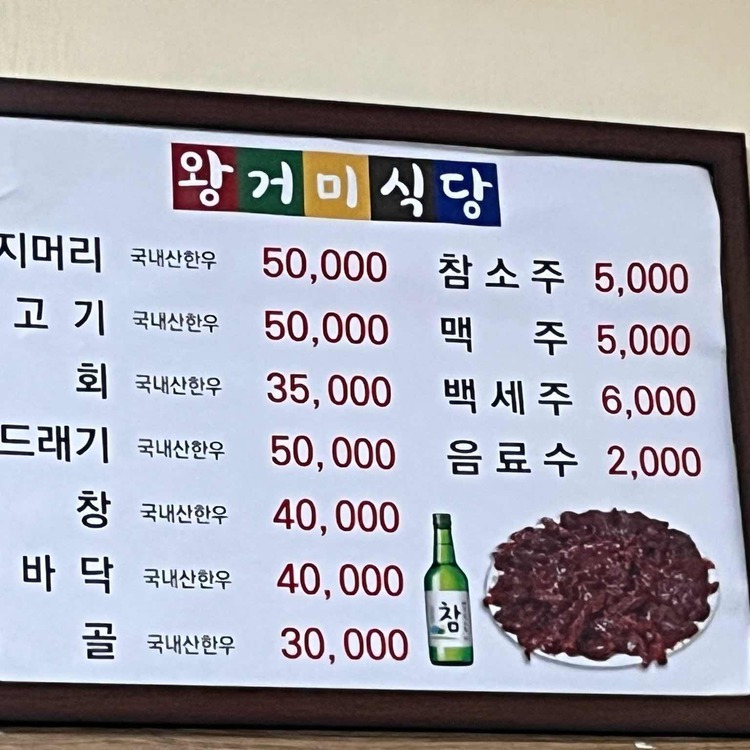 왕거미식당
지머리 국내산한우 50,000
고기 국내산한우 50,000
회 국내산한우 35,000
드래기 국내산한우 50,000
창 국내산한우 40,000
바닥 국내산한우 40,000
골 국내산한우 30,000
참소주 5,000
맥주 5,000
백세주 6,000
음료수 2,000
참